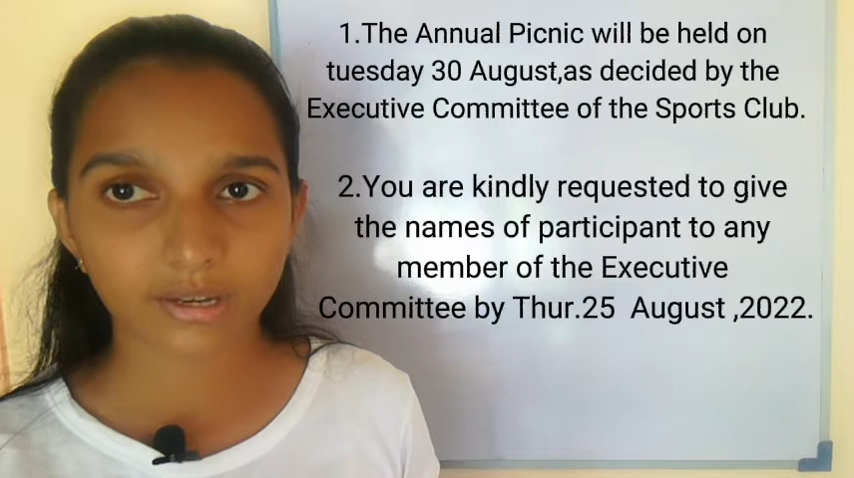 1.The Annual Picnic will be held on
tuesday 30 August,as decided by the
Executive Committee of the Sports Club.
2.You are kindly requested to give
the names of participant to any
member of the Executive
Committee by Thur.25 August ,2022.